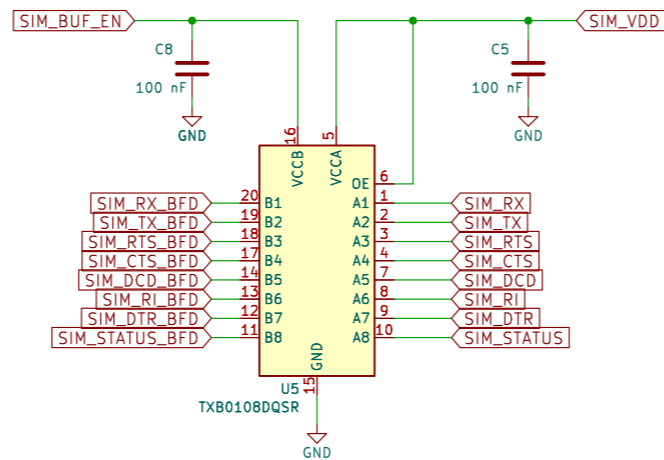 SIM_BUF_EN
SIM_VDD
C8
C5
100 nF
100 nF
GND
GND
16
5
VCCB
VCCA
OE
6
SIM_RX_BFD 20 B1 A1 1 SIM_RX
SIM_TX_BFD 19 B2 A2 2 SIM_TX
SIM_RTS_BFD 18 B3 A3 3 SIM_RTS
SIM_CTS_BFD 17 B4 A4 4 SIM_CTS
SIM_DCD_BFD 14 B5 A5 7 SIM_DCD
SIM_RI_BFD 13 B6 A6 8 SIM_RI
SIM_DTR_BFD 12 B7 A7 9 SIM_DTR
SIM_STATUS_BFD 11 B8 A8 10 SIM_STATUS
GND
15
U5
TXB0108DQSR
GND